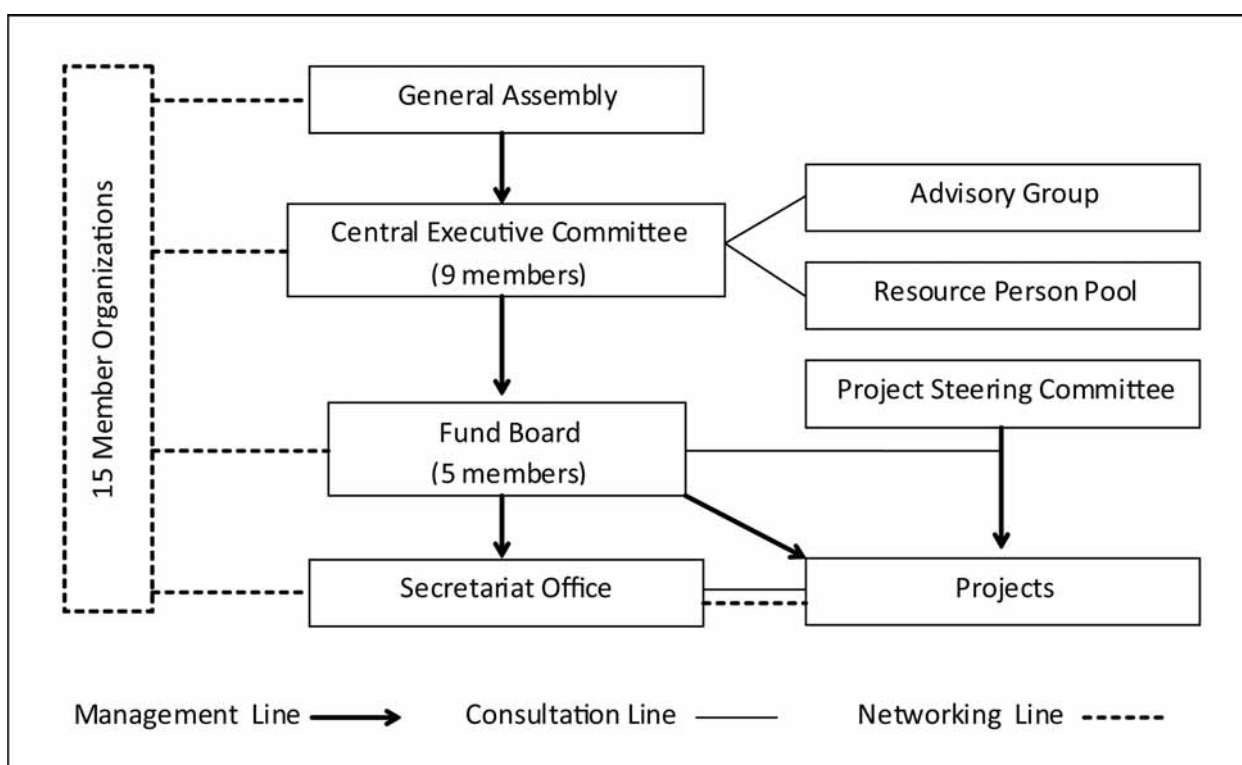 15 Member Organizations
General Assembly
Central Executive Committee
(9 members)
Advisory Group
Resource Person Pool
Project Steering Committee
Fund Board
(5 members)
Secretariat Office
Projects
Management Line
Consultation Line
Networking Line